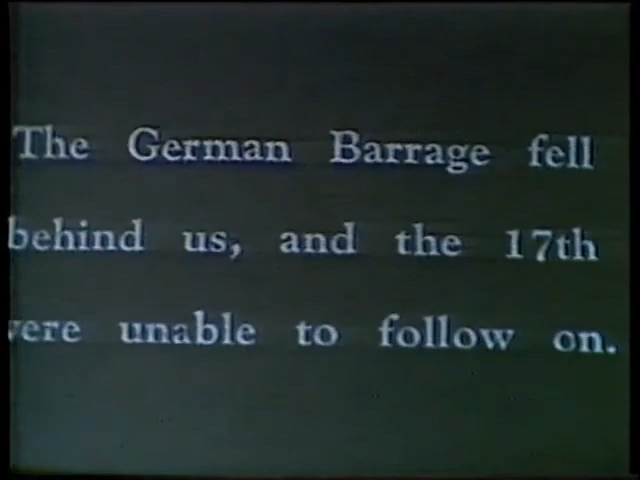 The German Barrage fell
behind us, and the 17th
were unable to follow on.